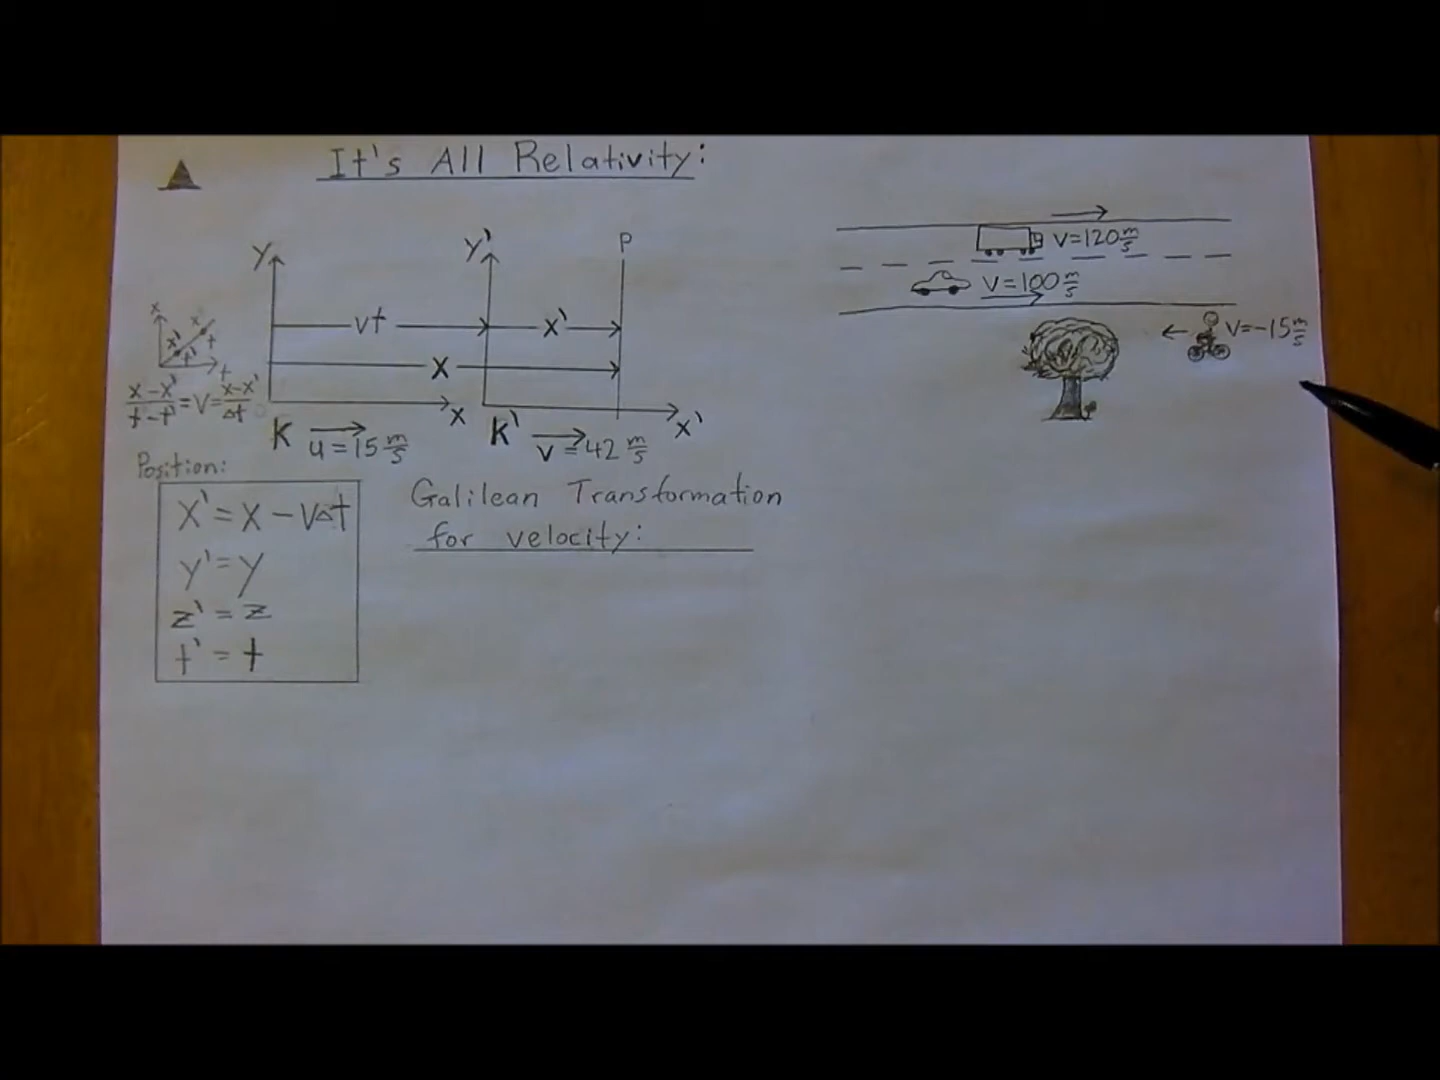 It's All Relativity:
y
y'
P
vt
x'
x
x
x'
K
u=15 m/s
K'
v=42 m/s
x
x'
x
t'
t
t
x-x'/t-t' = v = x-x'/Δt
Position:
x' = x - vΔt
y' = y
z' = z
t' = t
Galilean Transformation
for velocity:
v=120 m/s
v=100 m/s
v=-15 m/s